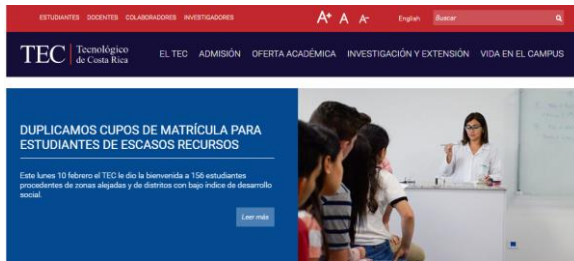 ESTUDIANTES DOCENTES COLABORADORES INVESTIGADORES A+ A A- English Buscar
TEC Tecnológico de Costa Rica EL TEC ADMISIÓN OFERTA ACADÉMICA INVESTIGACIÓN Y EXTENSIÓN VIDA EN EL CAMPUS
DUPLICAMOS CUPOS DE MATRÍCULA PARA
ESTUDIANTES DE ESCASOS RECURSOS
Este lunes 10 febrero el TEC le dio la bienvenida a 156 estudiantes
procedentes de zonas alejadas y de distritos con bajo índice de desarrollo
social.
Leer más